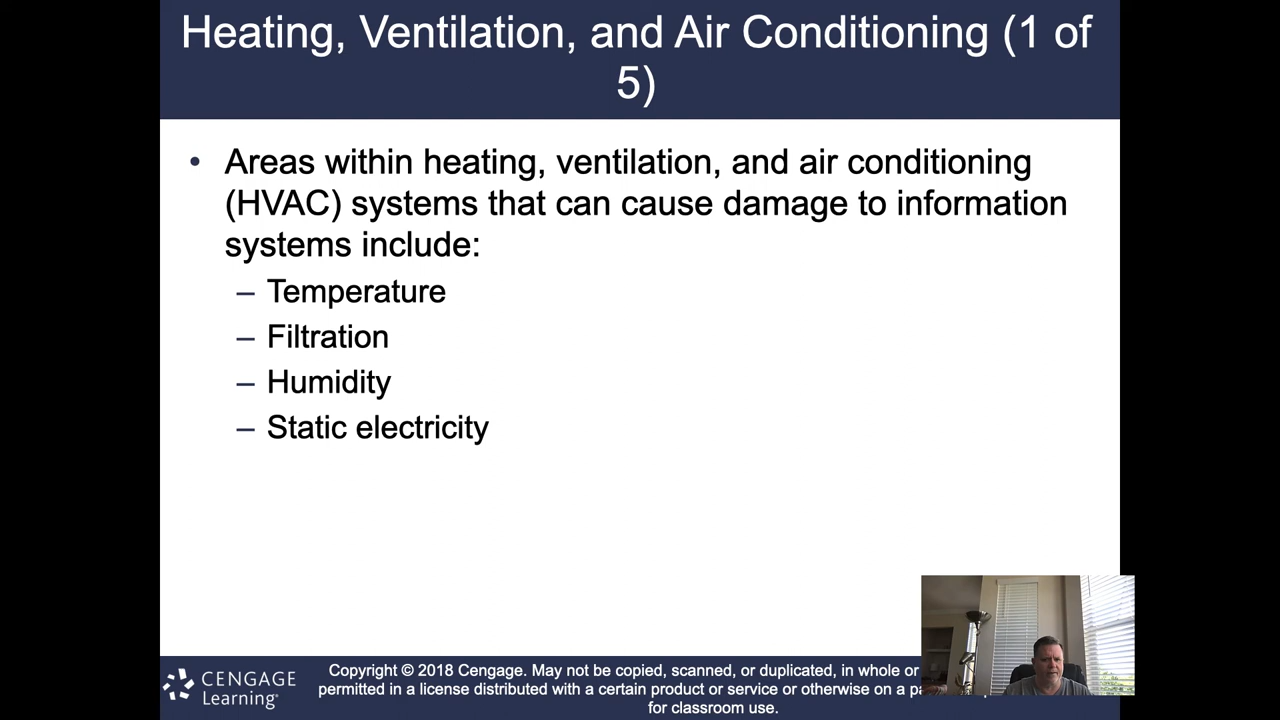 Heating, Ventilation, and Air Conditioning (1 of
5)
• Areas within heating, ventilation, and air conditioning
(HVAC) systems that can cause damage to information
systems include:
– Temperature
– Filtration
– Humidity
– Static electricity
CENGAGE
Learning®
Copyright © 2018 Cengage. May not be copied, scanned, or duplicated, in whole or
permitted in a license distributed with a certain product or service or otherwise on a
for classroom use.